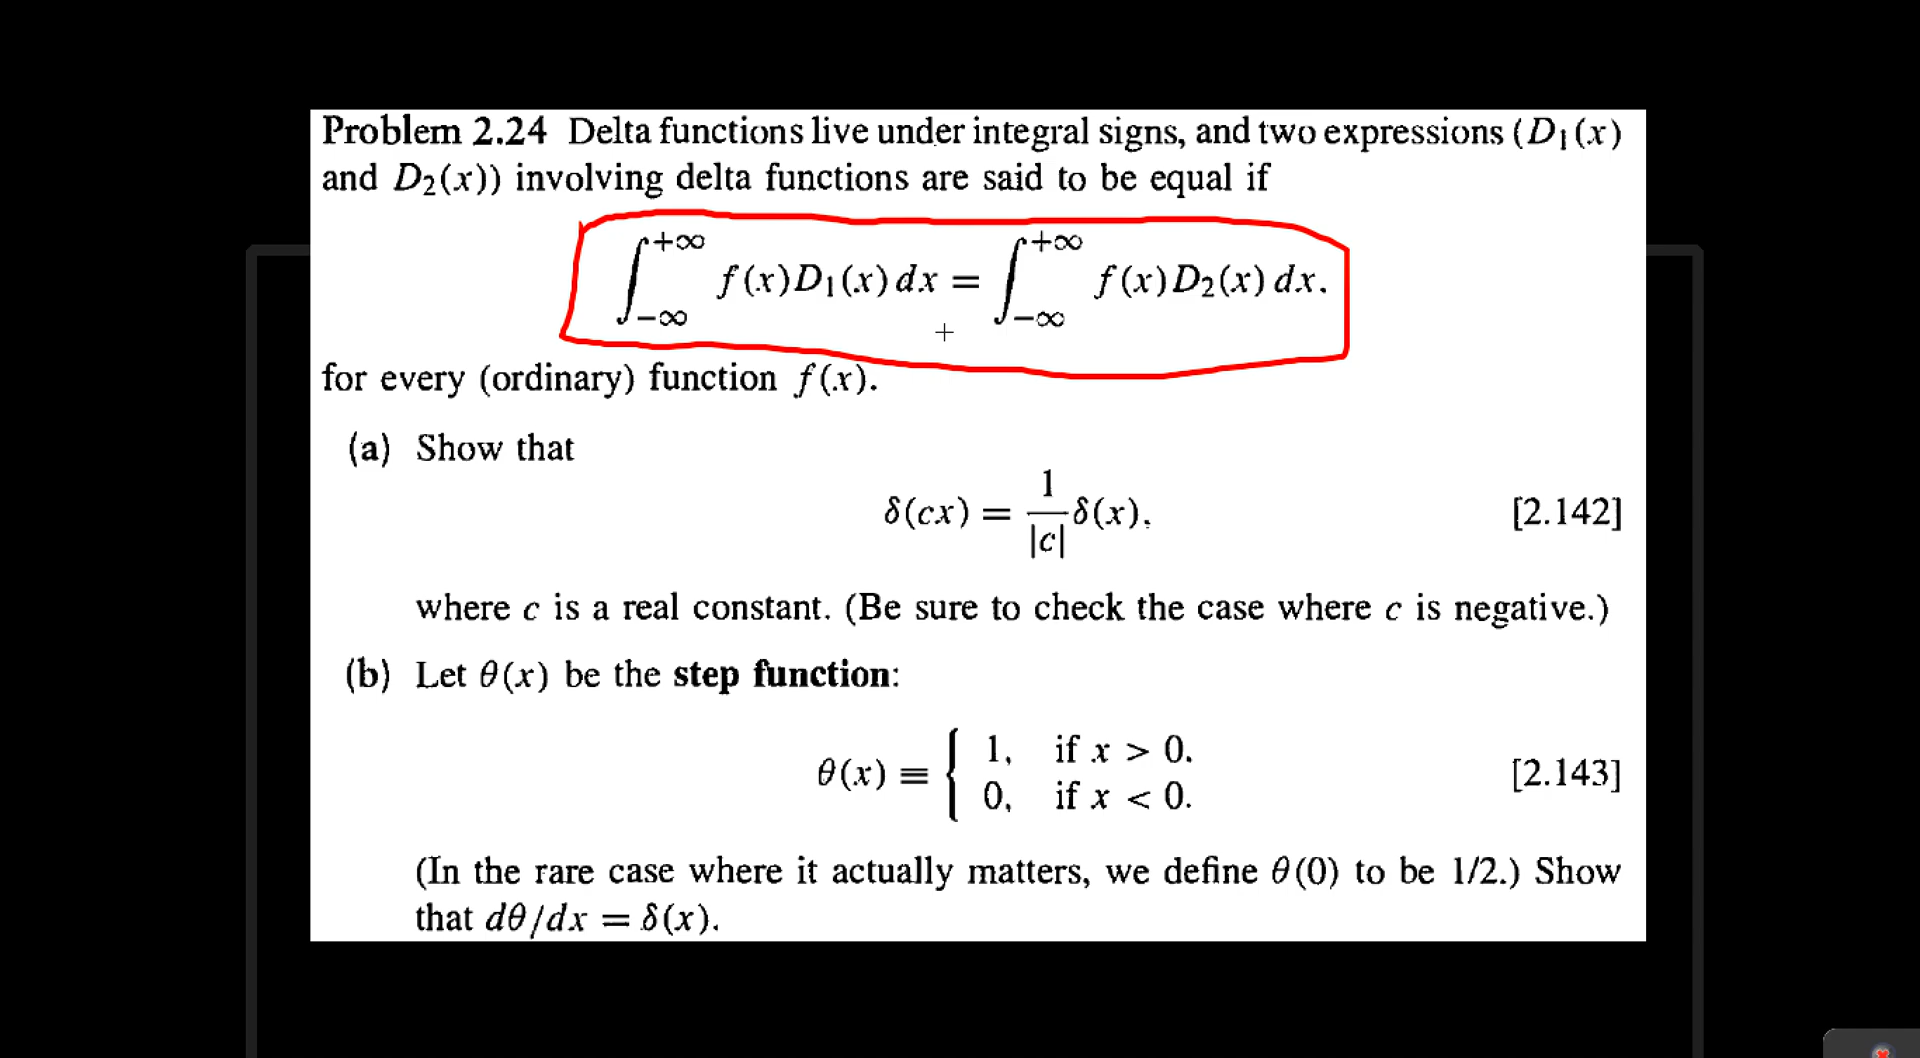 Problem 2.24 Delta functions live under integral signs, and two expressions (D₁(x)
and D₂(x)) involving delta functions are said to be equal if
∫_{-∞}^{+∞} f(x)D₁(x) dx = ∫_{-∞}^{+∞} f(x)D₂(x) dx.
for every (ordinary) function f(x).
(a) Show that
δ(cx) = \frac{1}{|c|}δ(x). [2.142]
where c is a real constant. (Be sure to check the case where c is negative.)
(b) Let θ(x) be the step function:
θ(x) ≡ { 1, if x > 0.
0, if x < 0. [2.143]
(In the rare case where it actually matters, we define θ(0) to be 1/2.) Show
that dθ/dx = δ(x).